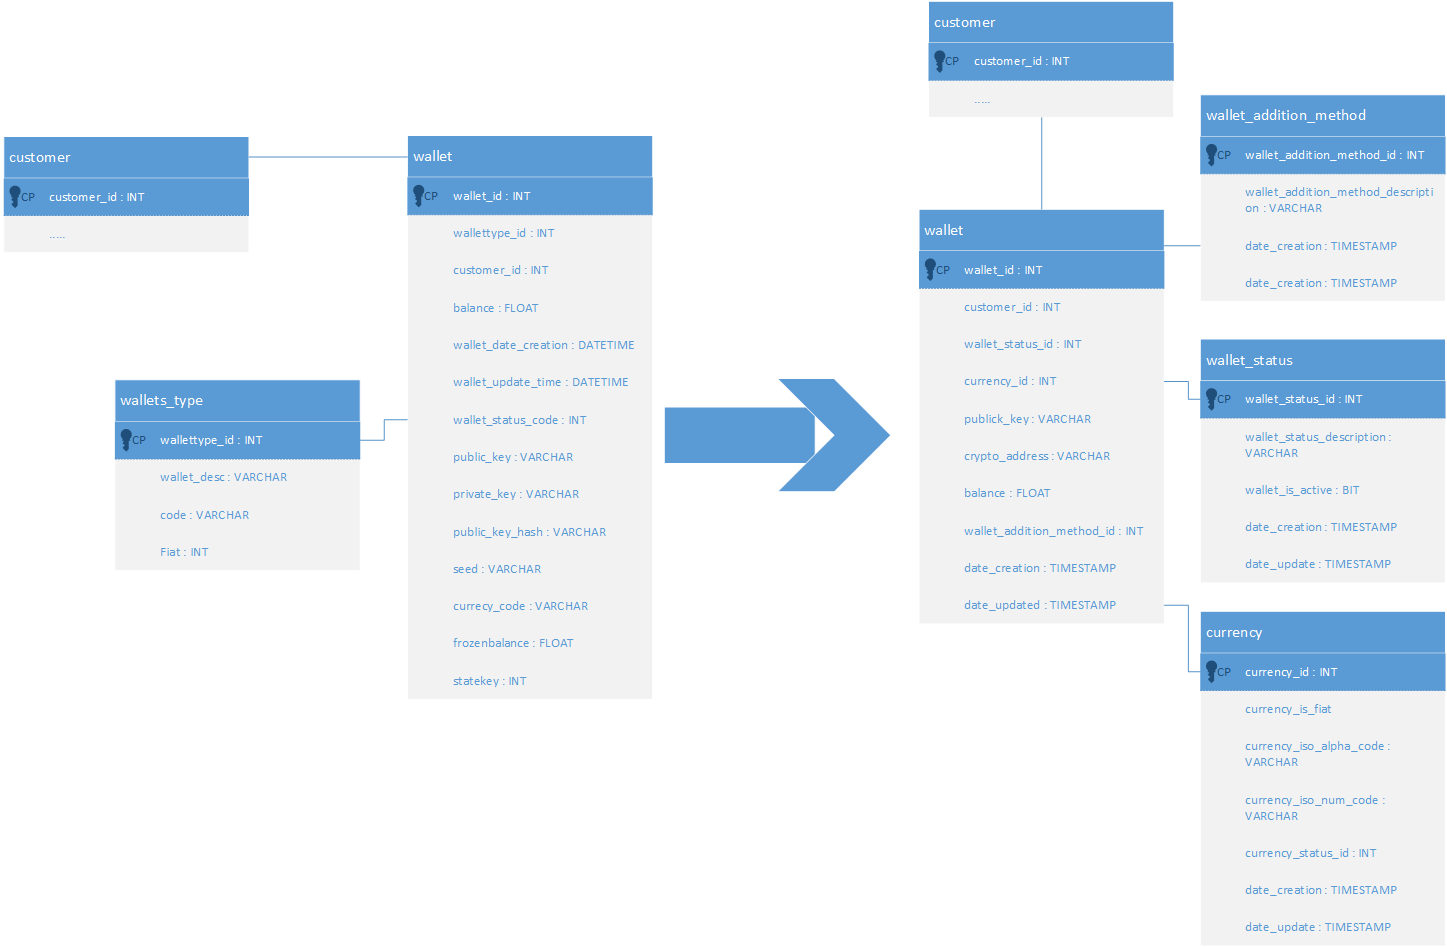 customer
CP customer_id : INT
.....
wallets_type
CP wallettype_id : INT
wallet_desc : VARCHAR
code : VARCHAR
Fiat : INT
wallet
CP wallet_id : INT
wallettype_id : INT
customer_id : INT
balance : FLOAT
wallet_date_creation : DATETIME
wallet_update_time : DATETIME
wallet_status_code : INT
public_key : VARCHAR
private_key : VARCHAR
public_key_hash : VARCHAR
seed : VARCHAR
currecy_code : VARCHAR
frozenbalance : FLOAT
statekey : INT
customer
CP customer_id : INT
.....
wallet
CP wallet_id : INT
customer_id : INT
wallet_status_id : INT
currency_id : INT
publick_key : VARCHAR
crypto_address : VARCHAR
balance : FLOAT
wallet_addition_method_id : INT
date_creation : TIMESTAMP
date_updated : TIMESTAMP
wallet_addition_method
CP wallet_addition_method_id : INT
wallet_addition_method_descripti
on : VARCHAR
date_creation : TIMESTAMP
date_creation : TIMESTAMP
wallet_status
CP wallet_status_id : INT
wallet_status_description :
VARCHAR
wallet_is_active : BIT
date_creation : TIMESTAMP
date_update : TIMESTAMP
currency
CP currency_id : INT
currency_is_fiat
currency_iso_alpha_code :
VARCHAR
currency_iso_num_code :
VARCHAR
currency_status_id : INT
date_creation : TIMESTAMP
date_update : TIMESTAMP